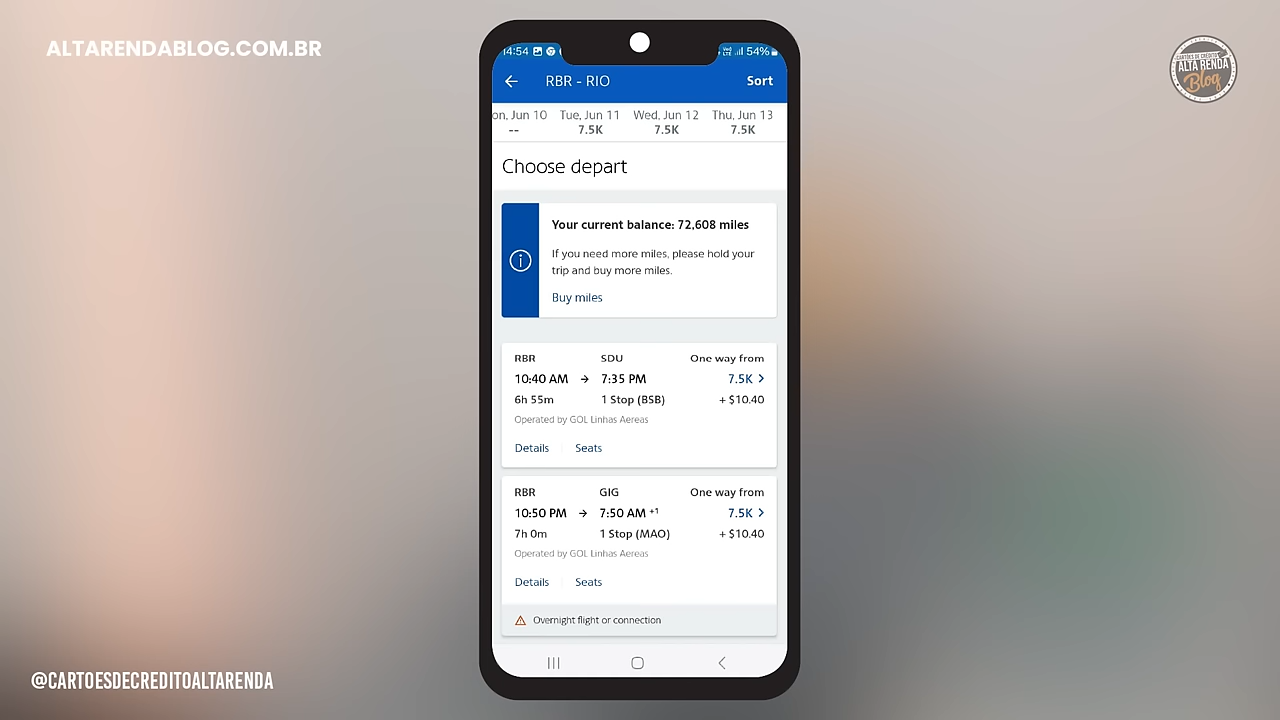 ALTARENDABLOG.COM.BR
CARTÕES DE CRÉDITO
ALTA RENDA
Blog
14:54
54%
RBR - RIO
Sort
on, Jun 10
Tue, Jun 11
Wed, Jun 12
Thu, Jun 13
--
7.5K
7.5K
7.5K
Choose depart
Your current balance: 72,608 miles
If you need more miles, please hold your
trip and buy more miles.
Buy miles
RBR
SDU
One way from
10:40 AM → 7:35 PM
7.5K >
6h 55m
1 Stop (BSB)
+ $10.40
Operated by GOL Linhas Aereas
Details
Seats
RBR
GIG
One way from
10:50 PM → 7:50 AM +1
7.5K >
7h 0m
1 Stop (MAO)
+ $10.40
Operated by GOL Linhas Aereas
Details
Seats
Overnight flight or connection
@CARTOESDECREDITOALTARENDA